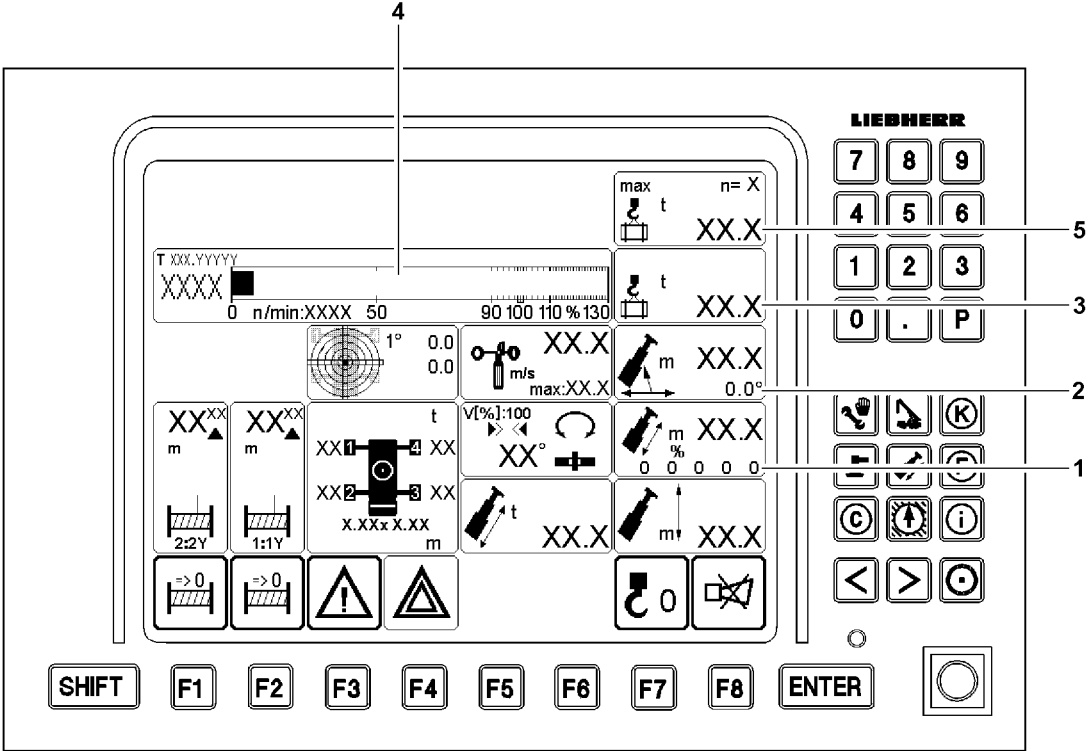 4
LIEBHERR
7 8 9
4 5 6
1 2 3
0 . P
max n= X
t
XX.X
5
T XXX.YYYYY
XXXX
0 n/min:XXXX 50 90 100 110 % 130
t
XX.X
3
1° 0.0
0.0
XX.X
m/s
max:XX.X
m XX.X
0.0°
2
XX XX
m
2:2Y
XX XX
m
1:1Y
t
XX 1 4 XX
XX 2 3 XX
X.XX x X.XX
m
V[%]:100
XX°
m XX.X
%
0 0 0 0 0
1
t
XX.X
m
XX.X
K
F
C i
=> 0
=> 0
!
0
< >
SHIFT F1 F2 F3 F4 F5 F6 F7 F8 ENTER